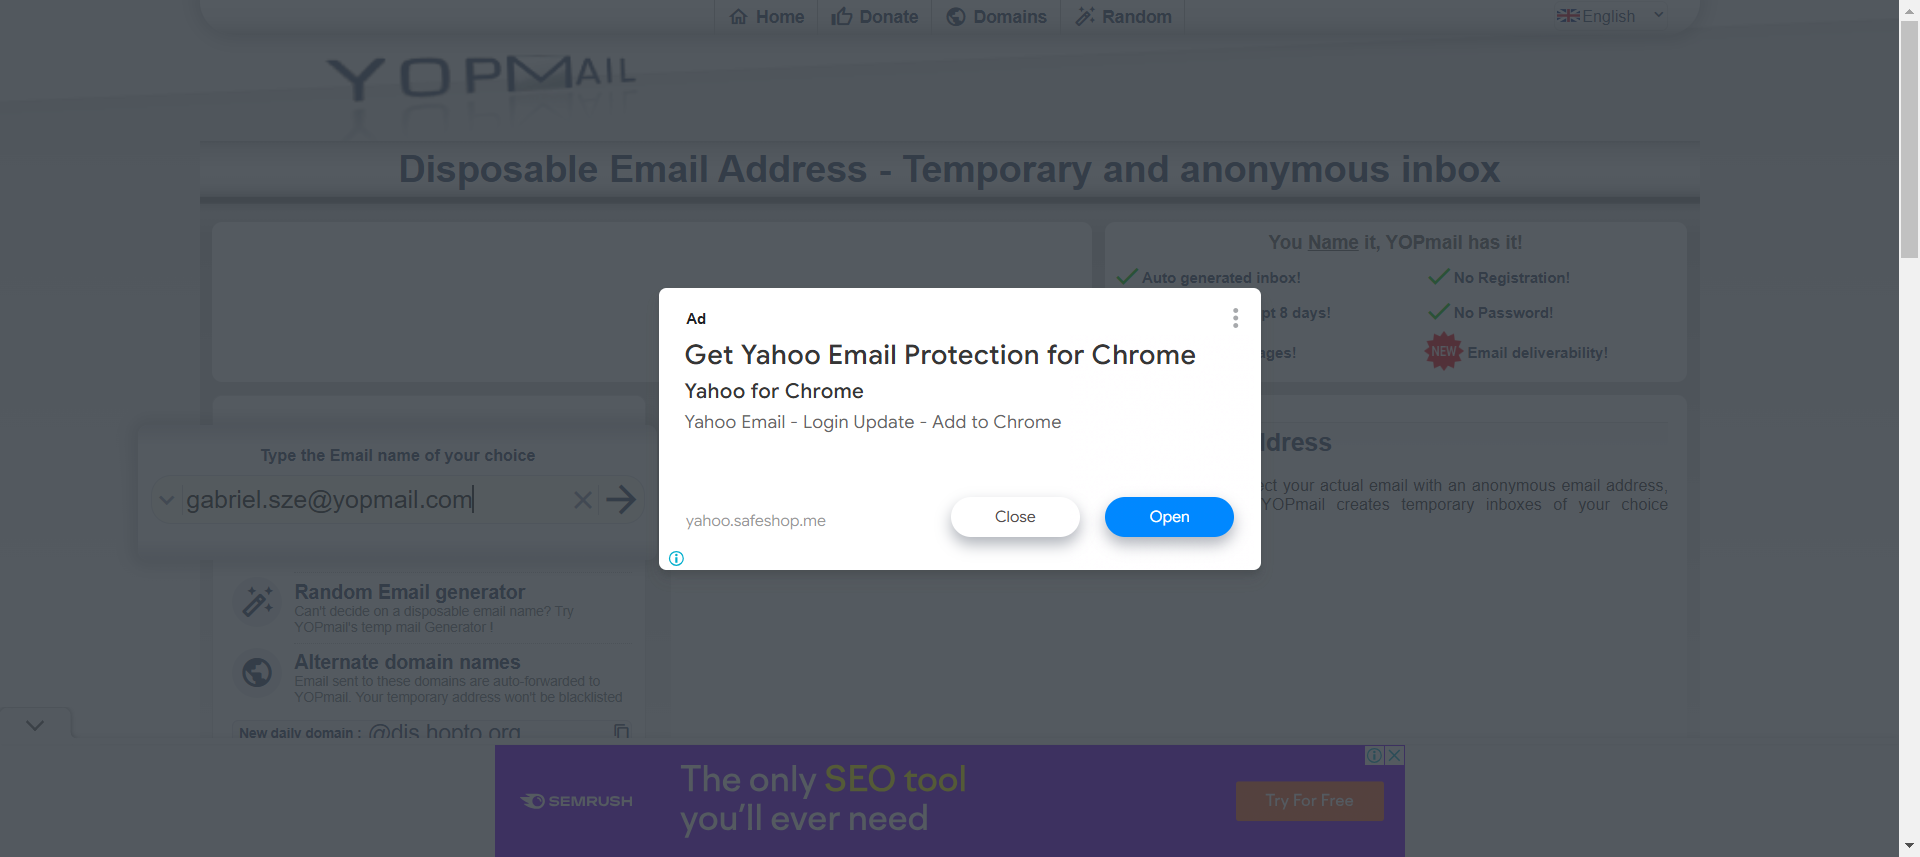 Home
Donate
Domains
Random
English
YOPMAIL
Disposable Email Address - Temporary and anonymous inbox
You Name it, YOPmail has it!
Auto generated inbox!
No Registration!
pt 8 days!
No Password!
ages!
NEW
Email deliverability!
Ad
Get Yahoo Email Protection for Chrome
Yahoo for Chrome
Yahoo Email - Login Update - Add to Chrome
yahoo.safeshop.me
Close
Open
Type the Email name of your choice
gabriel.sze@yopmail.com
ddress
ct your actual email with an anonymous email address,
YOPmail creates temporary inboxes of your choice
Random Email generator
Can't decide on a disposable email name? Try
YOPmail's temp mail Generator !
Alternate domain names
Email sent to these domains are auto-forwarded to
YOPmail. Your temporary address won't be blacklisted
New daily domain : @dis.hopto.org
SEMRUSH
The only SEO tool
you'll ever need
Try For Free